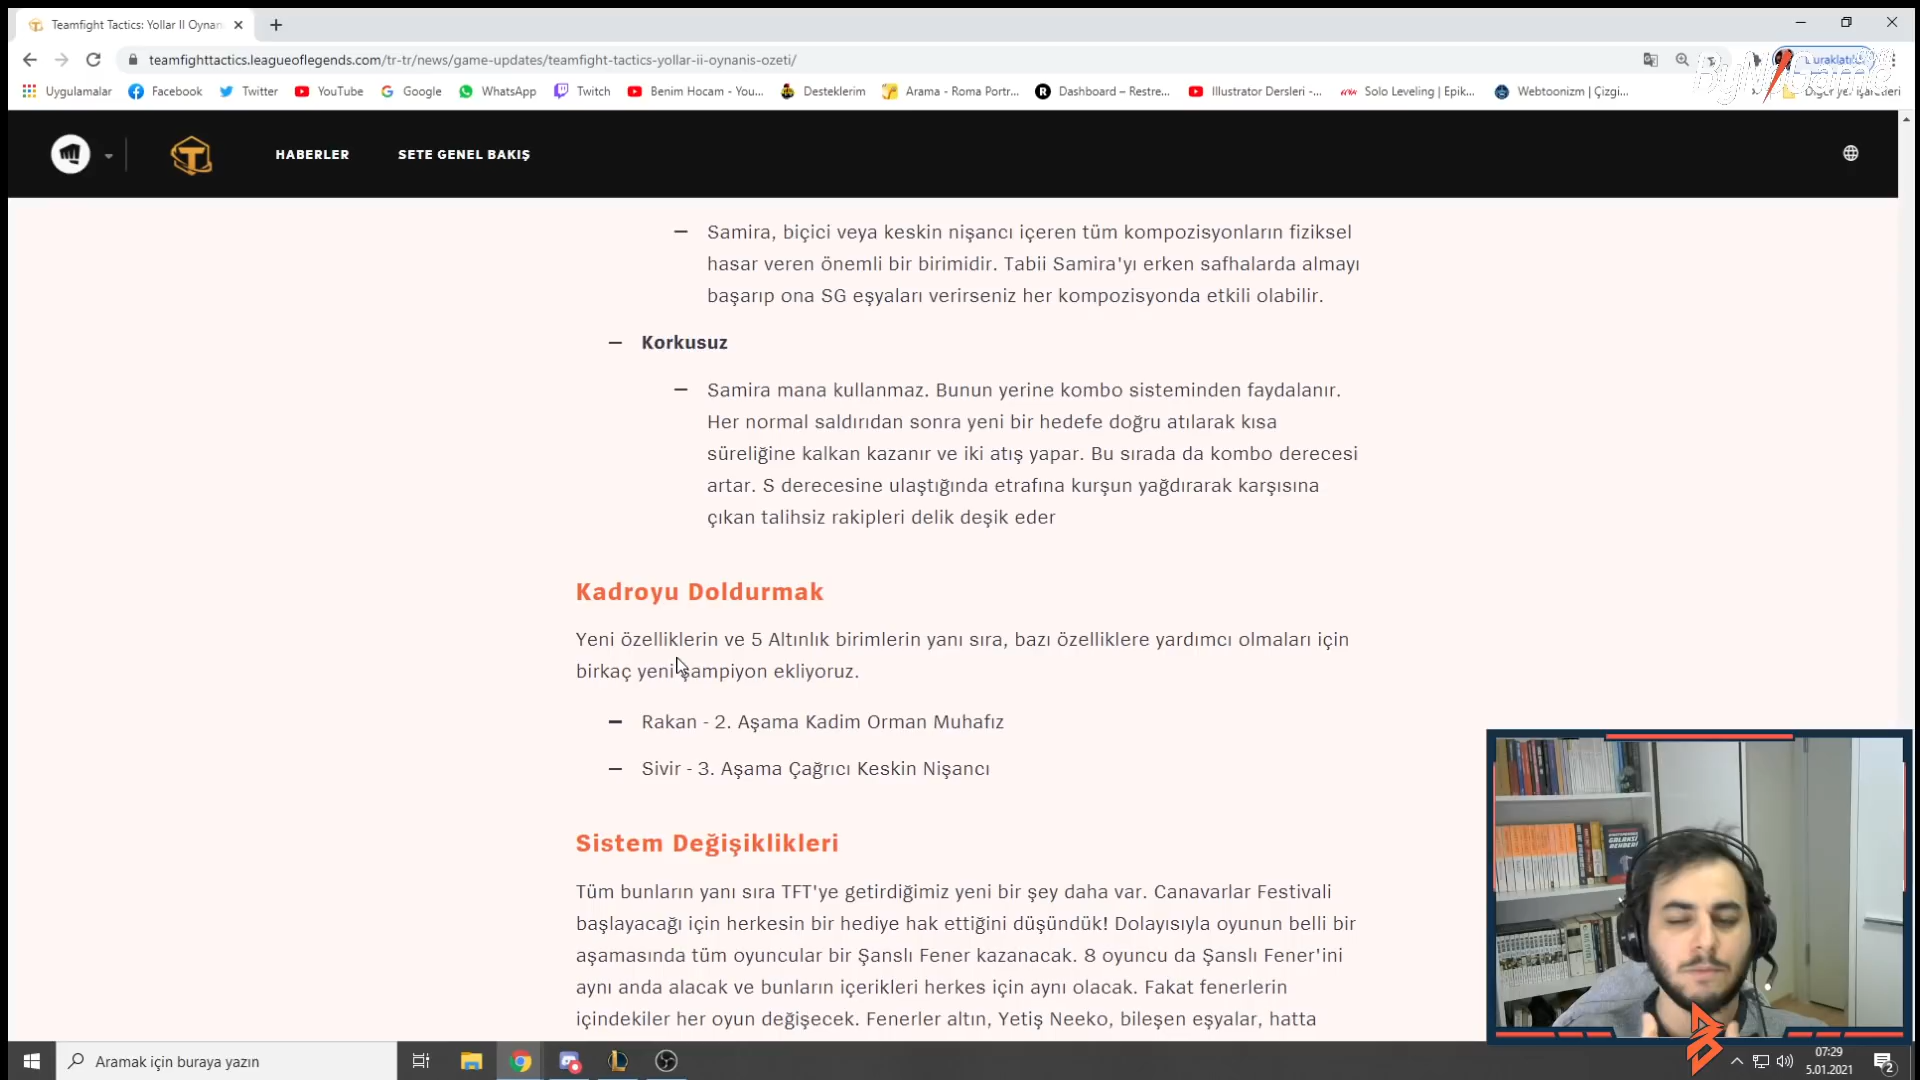 Teamfight Tactics: Yollar II Oynan
teamfighttactics.leagueoflegends.com/tr-tr/news/game-updates/teamfight-tactics-yollar-ii-oynanis-ozeti/
Uygulamalar
Facebook
Twitter
YouTube
Google
WhatsApp
Twitch
Benim Hocam - You...
Desteklerim
Arama - Roma Portr...
Dashboard – Restre...
Illustrator Dersleri -...
Solo Leveling | Epik...
Webtoonizm | Çizgi...
ByNoGame
HABERLER
SETE GENEL BAKIŞ
— Samira, biçici veya keskin nişancı içeren tüm kompozisyonların fiziksel
hasar veren önemli bir birimidir. Tabii Samira'yı erken safhalarda almayı
başarıp ona SG eşyaları verirseniz her kompozisyonda etkili olabilir.
— Korkusuz
— Samira mana kullanmaz. Bunun yerine kombo sisteminden faydalanır.
Her normal saldırıdan sonra yeni bir hedefe doğru atılarak kısa
süreliğine kalkan kazanır ve iki atış yapar. Bu sırada da kombo derecesi
artar. S derecesine ulaştığında etrafına kurşun yağdırarak karşısına
çıkan talihsiz rakipleri delik deşik eder
Kadroyu Doldurmak
Yeni özelliklerin ve 5 Altınlık birimlerin yanı sıra, bazı özelliklere yardımcı olmaları için
birkaç yeni şampiyon ekliyoruz.
— Rakan - 2. Aşama Kadim Orman Muhafız
— Sivir - 3. Aşama Çağrıcı Keskin Nişancı
Sistem Değişiklikleri
Tüm bunların yanı sıra TFT'ye getirdiğimiz yeni bir şey daha var. Canavarlar Festivali
başlayacağı için herkesin bir hediye hak ettiğini düşündük! Dolayısıyla oyunun belli bir
aşamasında tüm oyuncular bir Şanslı Fener kazanacak. 8 oyuncu da Şanslı Fener'ini
aynı anda alacak ve bunların içerikleri herkes için aynı olacak. Fakat fenerlerin
içindekiler her oyun değişecek. Fenerler altın, Yetiş Neeko, bileşen eşyalar, hatta
Aramak için buraya yazın
07:29
5.01.2021
2